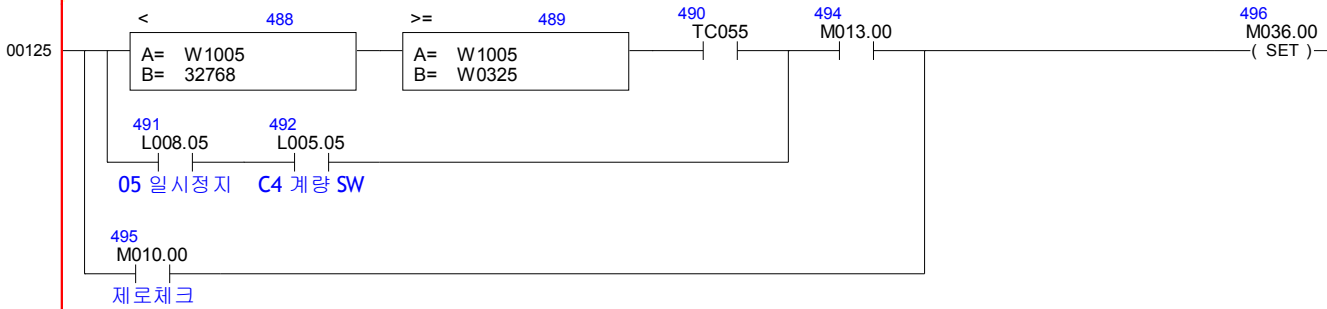 < 488 >= 489 490 494 496
TC055 M013.00 M036.00
00125 A= W1005 A= W1005 ( SET )
B= 32768 B= W0325
491 492
L008.05 L005.05
05 일시정지 C4 계량 SW
495
M010.00
제로체크